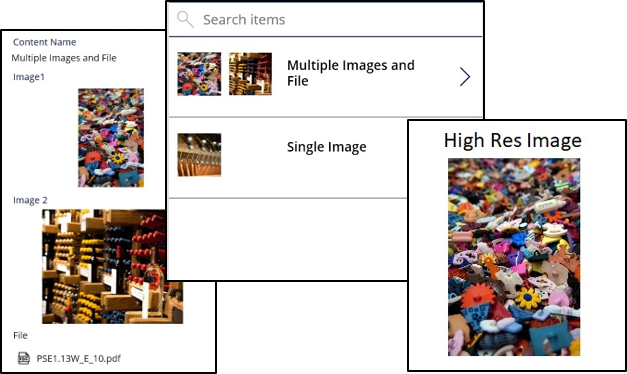 Content Name
Multiple Images and File
Image1
Image 2
File
PSE1.13W_E_10.pdf
Search items
Multiple Images and
File
Single Image
High Res Image